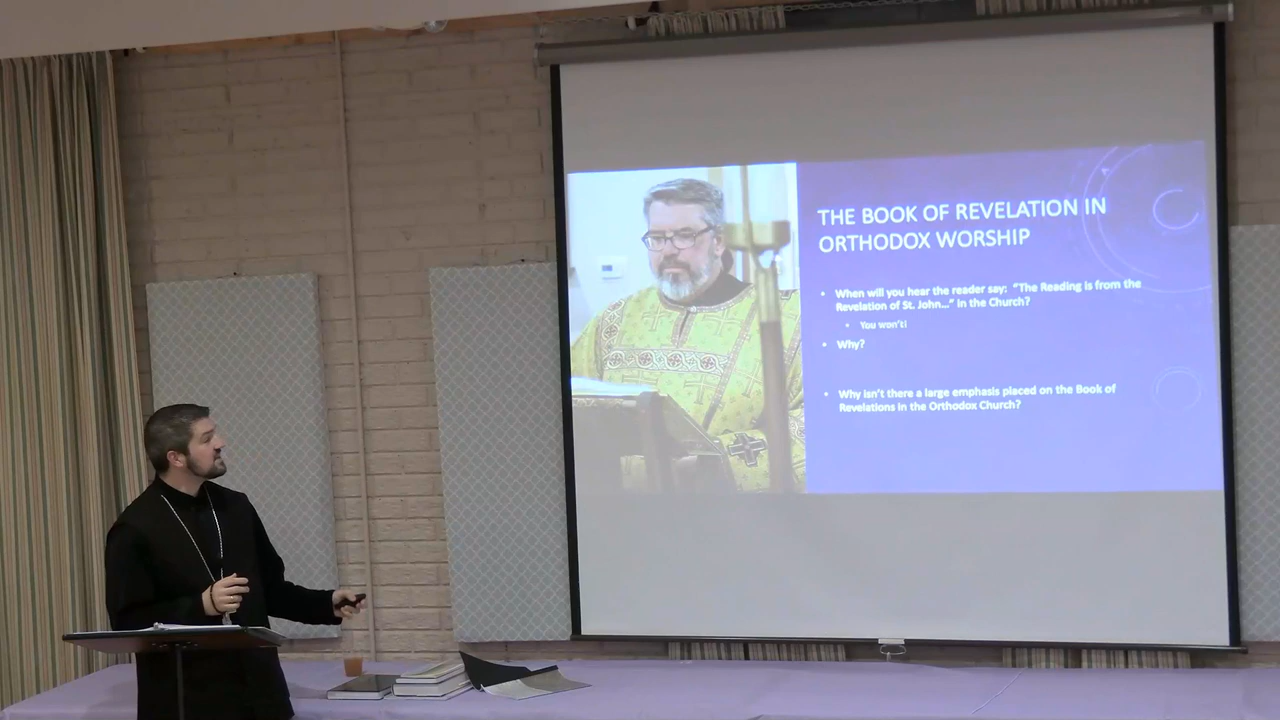 THE BOOK OF REVELATION IN
ORTHODOX WORSHIP
• When will you hear the reader say: "The Reading is from the
Revelation of St. John..." in the Church?
• You won't!
• Why?
• Why isn't there a large emphasis placed on the Book of
Revelations in the Orthodox Church?